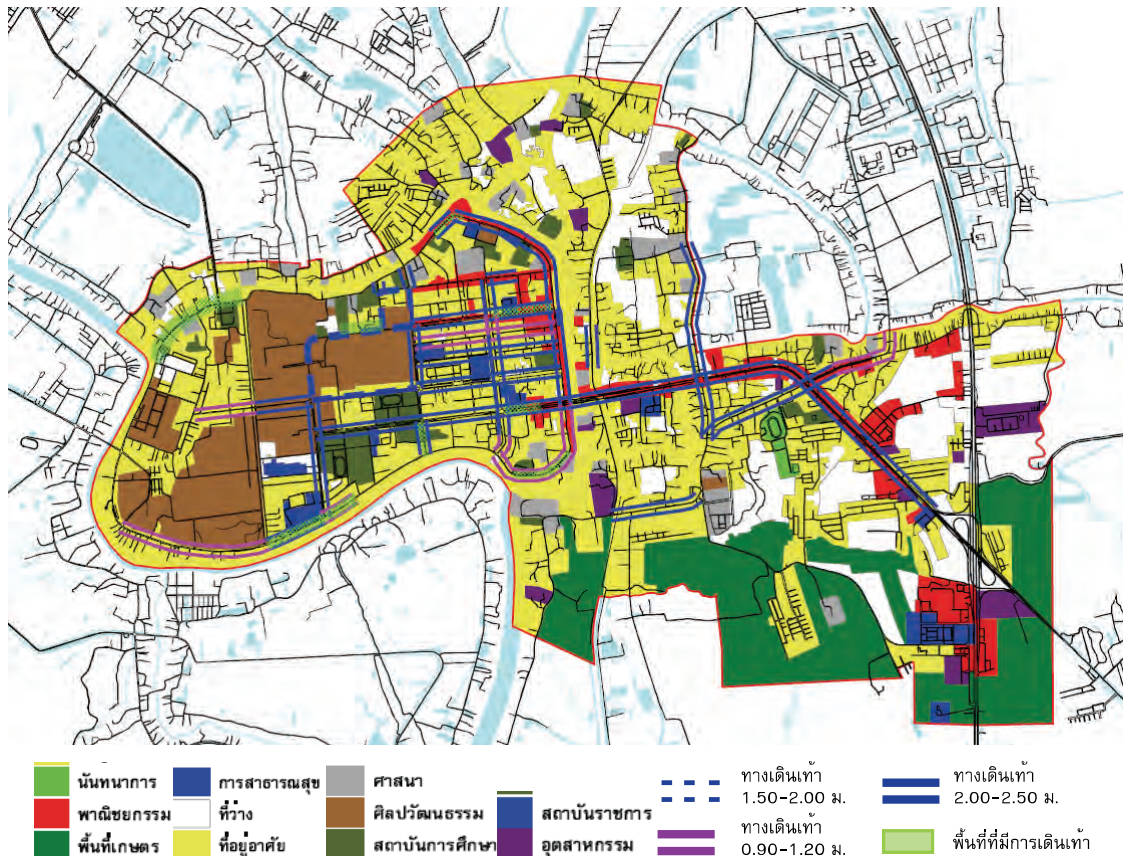 นันทนาการ
พาณิชยกรรม
พื้นที่เกษตร
การสาธารณสุข
ที่ว่าง
ที่อยู่อาศัย
ศาสนา
ศิลปวัฒนธรรม
สถาบันการศึกษา
สถาบันราชการ
อุตสาหกรรม
ทางเดินเท้า
1.50-2.00 ม.
ทางเดินเท้า
0.90-1.20 ม.
ทางเดินเท้า
2.00-2.50 ม.
พื้นที่ที่มีการเดินเท้า